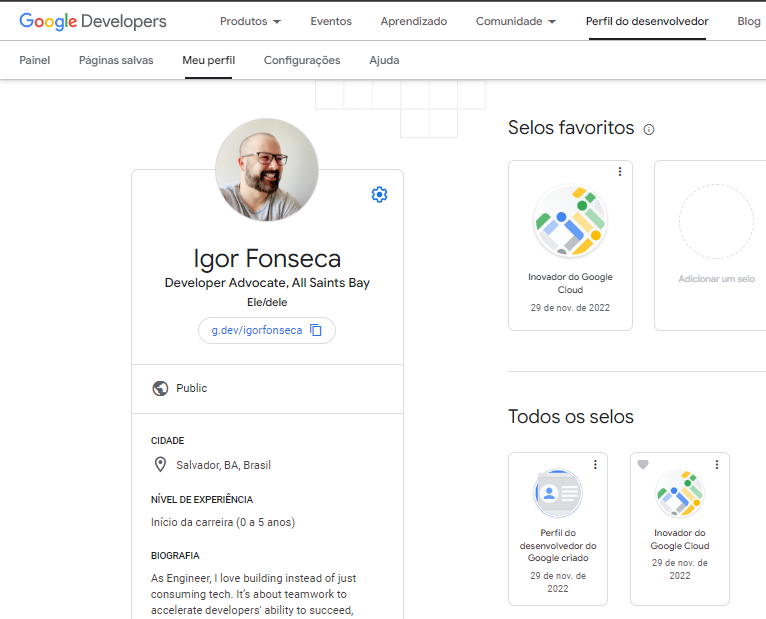 Google Developers
Produtos
Eventos
Aprendizado
Comunidade
Perfil do desenvolvedor
Blog
Painel
Páginas salvas
Meu perfil
Configurações
Ajuda
Igor Fonseca
Developer Advocate, All Saints Bay
Ele/dele
g.dev/igorfonseca
Public
CIDADE
Salvador, BA, Brasil
NÍVEL DE EXPERIÊNCIA
Início da carreira (0 a 5 anos)
BIOGRAFIA
As Engineer, I love building instead of just
consuming tech. It's about teamwork to
accelerate developers' ability to succeed,
Selos favoritos
Inovador do Google
Cloud
29 de nov. de 2022
Adicionar um selo
Todos os selos
Perfil do
desenvolvedor do
Google criado
29 de nov. de
2022
Inovador do
Google Cloud
29 de nov. de
2022